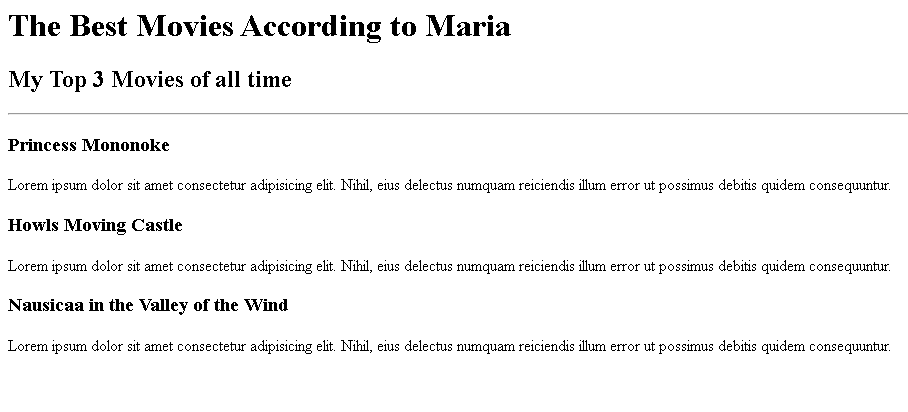 The Best Movies According to Maria
My Top 3 Movies of all time
Princess Mononoke
Lorem ipsum dolor sit amet consectetur adipisicing elit. Nihil, eius delectus numquam reiciendis illum error ut possimus debitis quidem consequuntur.
Howls Moving Castle
Lorem ipsum dolor sit amet consectetur adipisicing elit. Nihil, eius delectus numquam reiciendis illum error ut possimus debitis quidem consequuntur.
Nausicaa in the Valley of the Wind
Lorem ipsum dolor sit amet consectetur adipisicing elit. Nihil, eius delectus numquam reiciendis illum error ut possimus debitis quidem consequuntur.